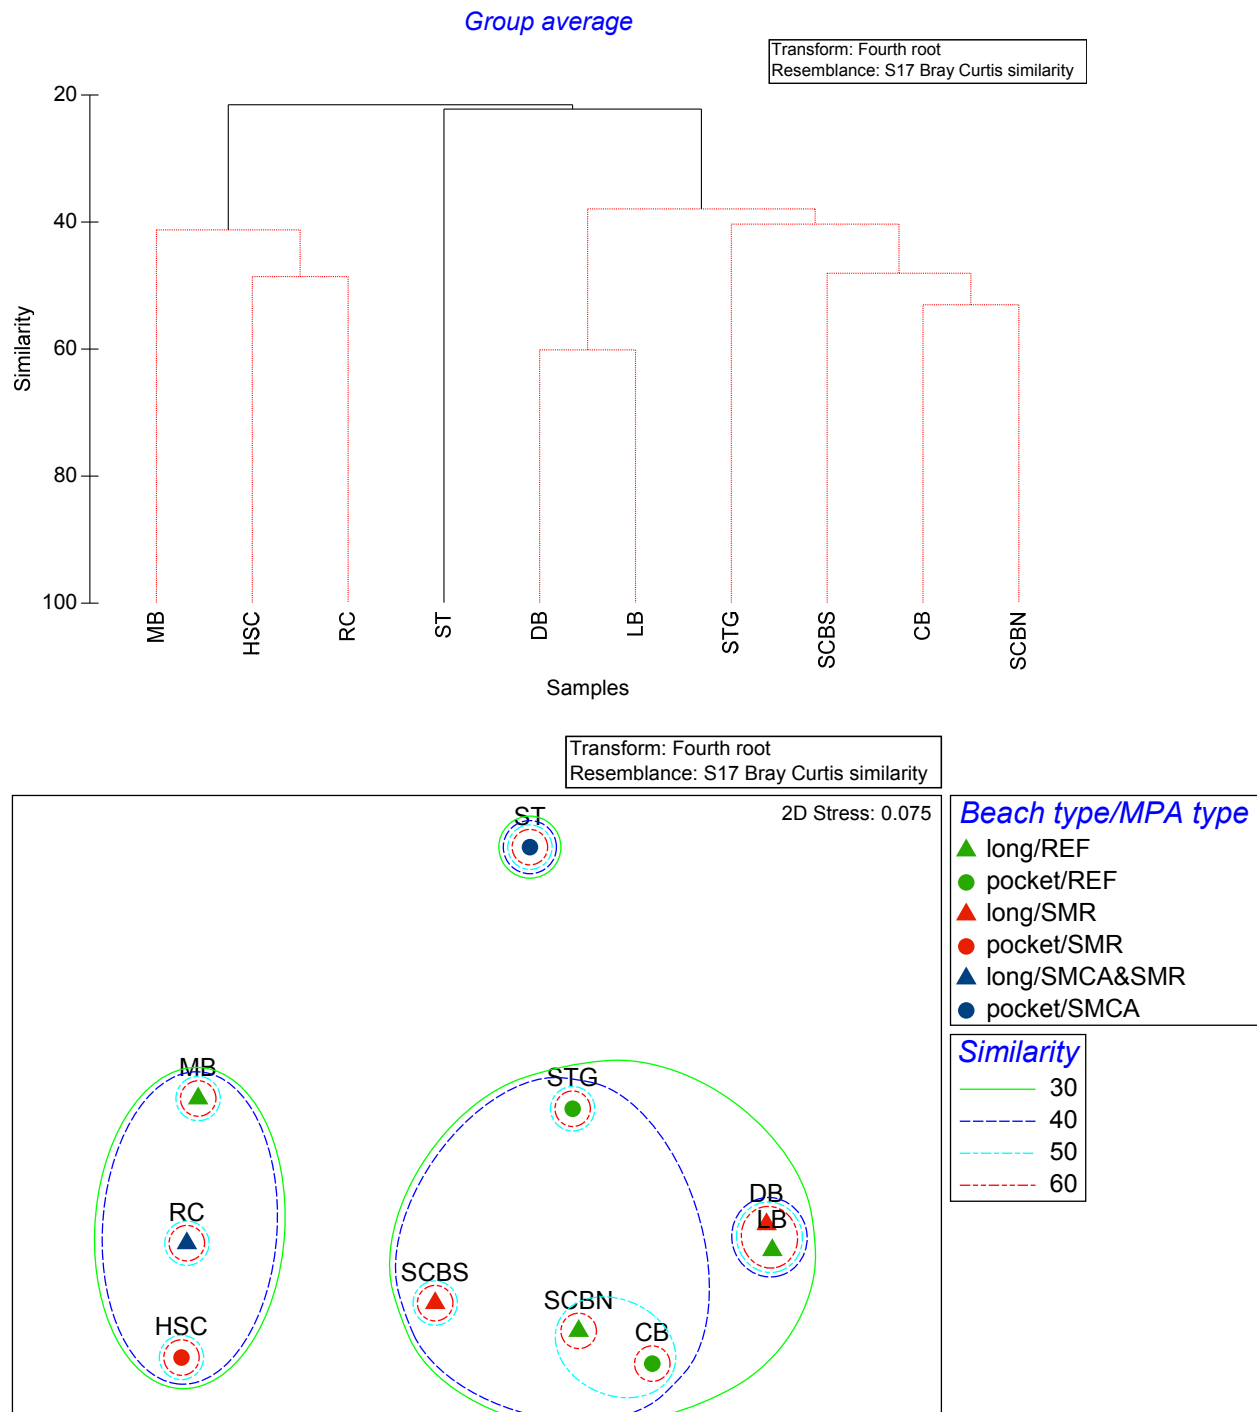 Group average
Transform: Fourth root
Resemblance: S17 Bray Curtis similarity
20
40
60
80
100
Similarity
MB
HSC
RC
ST
DB
LB
STG
SCBS
CB
SCBN
Samples
Transform: Fourth root
Resemblance: S17 Bray Curtis similarity
2D Stress: 0.075
ST
MB
STG
RC
DB
LB
SCBS
SCBN
HSC
CB
Beach type/MPA type
long/REF
pocket/REF
long/SMR
pocket/SMR
long/SMCA&SMR
pocket/SMCA
Similarity
30
40
50
60